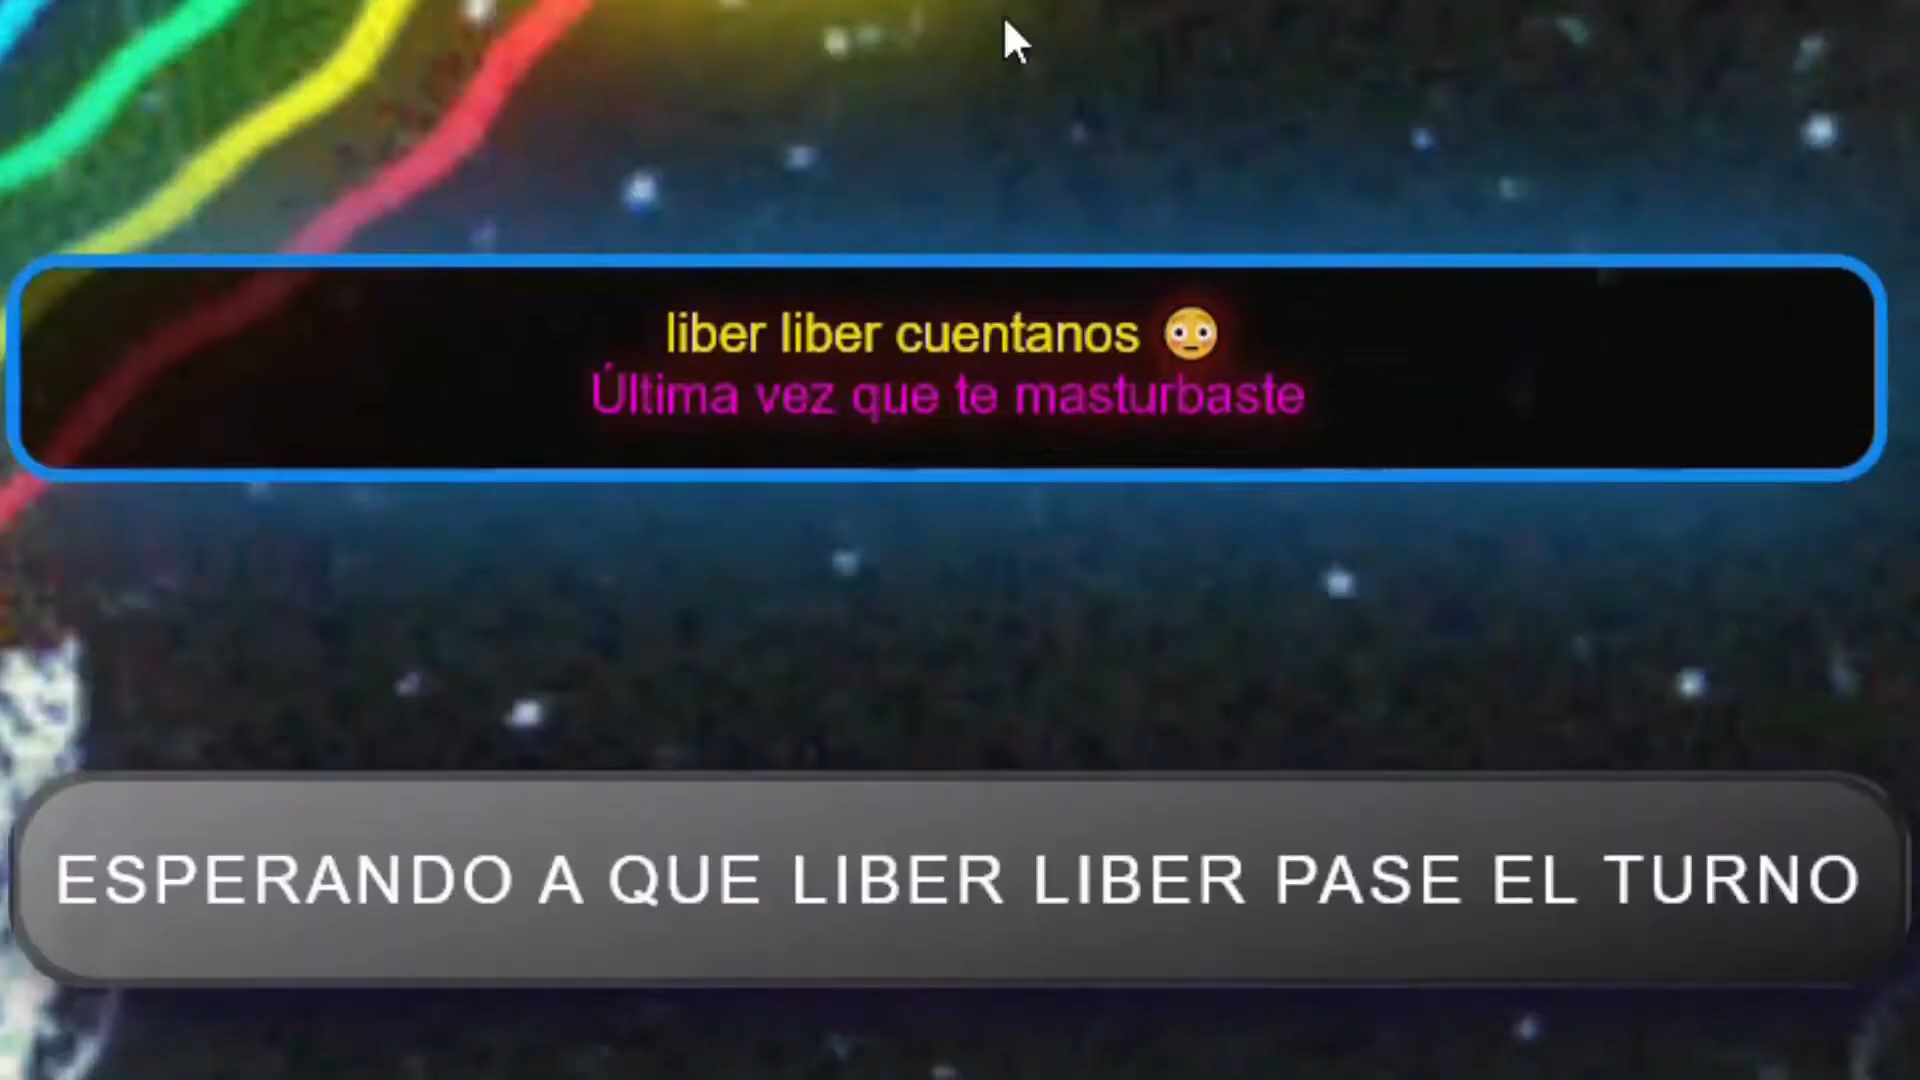 liber liber cuentanos 😳
Última vez que te masturbaste
ESPERANDO A QUE LIBER LIBER PASE EL TURNO